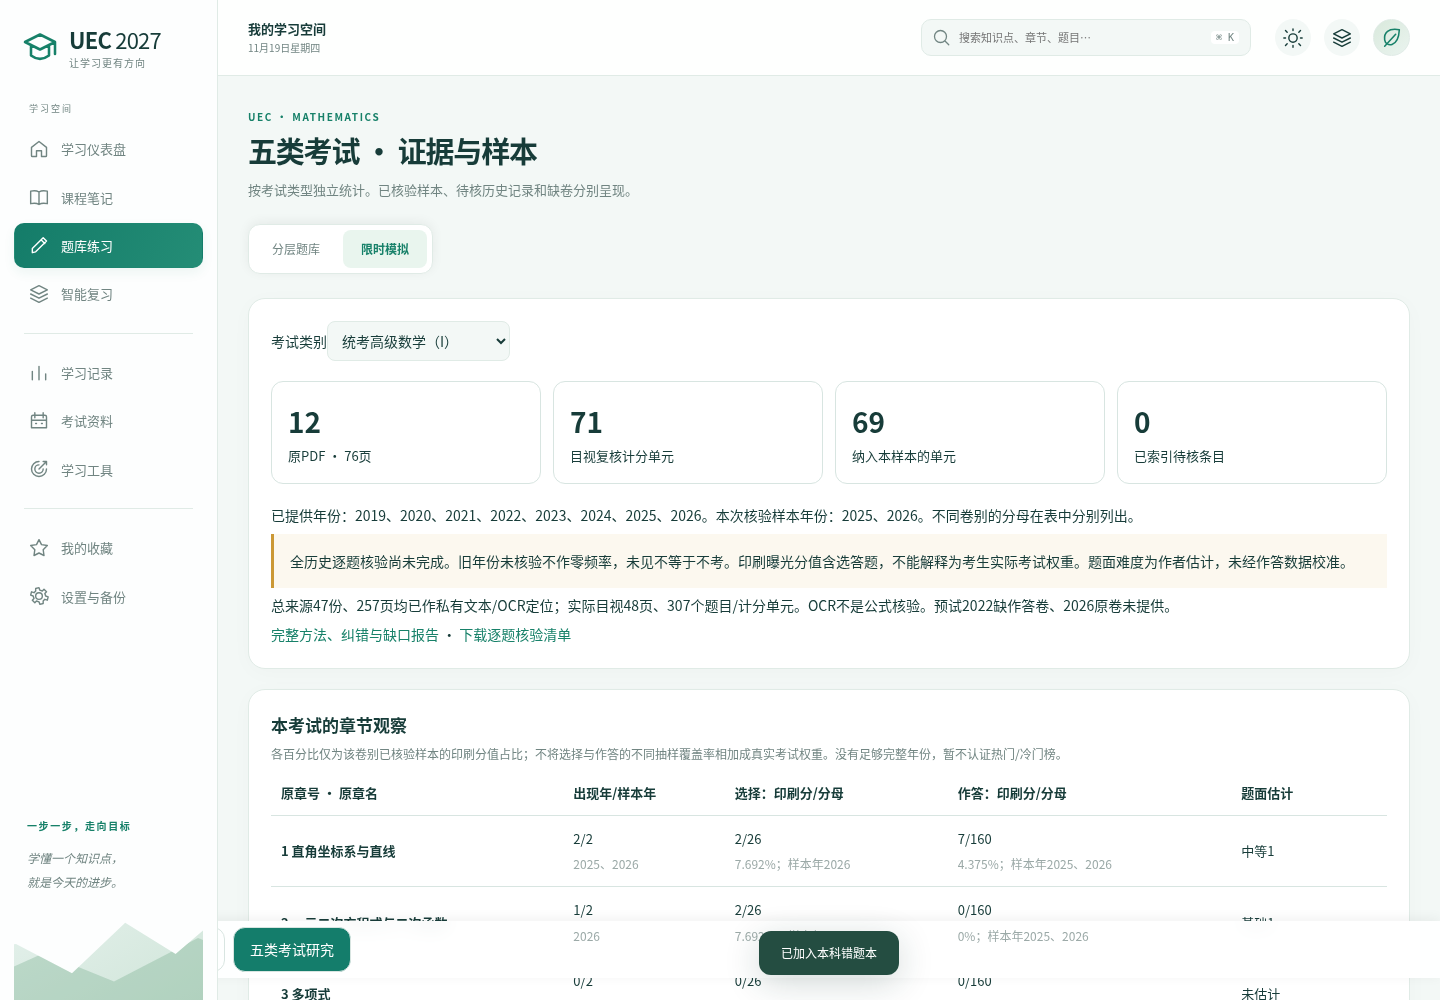 UEC 2027
让学习更有方向
学习空间
学习仪表盘
课程笔记
题库练习
智能复习
学习记录
考试资料
学习工具
我的收藏
设置与备份
一步一步，走向目标
学懂一个知识点，
就是今天的进步。
我的学习空间
11月19日星期四
搜索知识点、章节、题目… ⌘ K
UEC · MATHEMATICS
五类考试 · 证据与样本
按考试类型独立统计。已核验样本、待核历史记录和缺卷分别呈现。
分层题库 限时模拟
考试类别 统考高级数学（I）
12 71 69 0
原PDF · 76页 目视复核计分单元 纳入本样本的单元 已索引待核条目
已提供年份：2019、2020、2021、2022、2023、2024、2025、2026。本次核验样本年份：2025、2026。不同卷别的分母在表中分别列出。
全历史逐题核验尚未完成。旧年份未核验不作零频率，未见不等于不考。印刷曝光分值含选答题，不能解释为考生实际考试权重。题面难度为作者估计，未经作答数据校准。
总来源47份、257页均已作私有文本/OCR定位；实际目视48页、307个题目/计分单元。OCR不是公式核验。预试2022缺作答卷、2026原卷未提供。
完整方法、纠错与缺口报告 · 下载逐题核验清单
本考试的章节观察
各百分比仅为该卷别已核验样本的印刷分值占比；不将选择与作答的不同抽样覆盖率相加成真实考试权重。没有足够完整年份，暂不认证热门/冷门榜。
原章号 · 原章名 出现年/样本年 选择：印刷分/分母 作答：印刷分/分母 题面估计
1 直角坐标系与直线 2/2 2/26 7/160 中等1
2025、2026 7.692%；样本年2026 4.375%；样本年2025、2026
1/2 2/26 0/160
2026 7.692 0%；样本年2025、2026
五类考试研究
已加入本科错题本
3 多项式 0/2 0/26 0/160 未估计